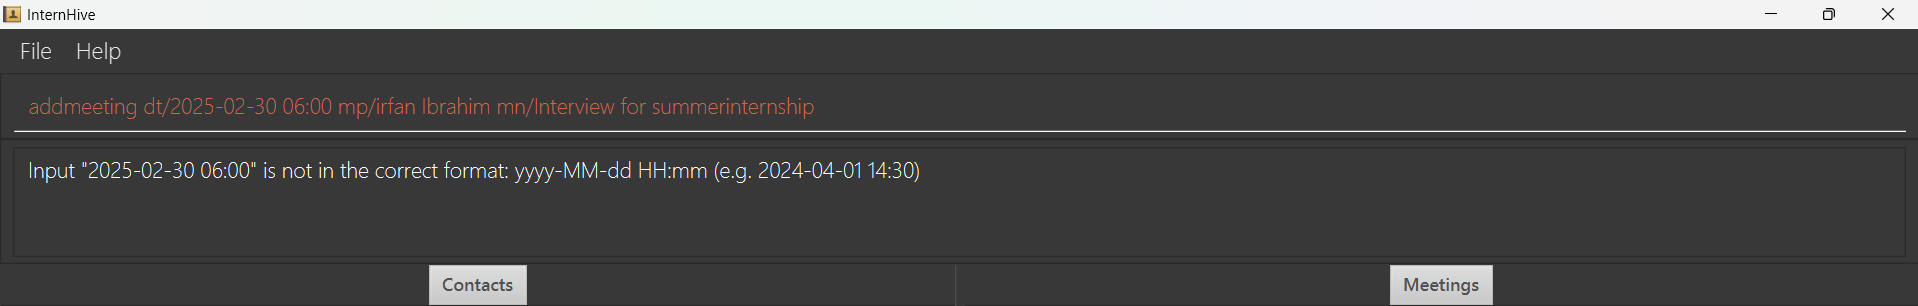 InternHive
File Help
addmeeting dt/2025-02-30 06:00 mp/irfan Ibrahim mn/Interview for summerinternship
Input "2025-02-30 06:00" is not in the correct format: yyyy-MM-dd HH:mm (e.g. 2024-04-01 14:30)
Contacts Meetings